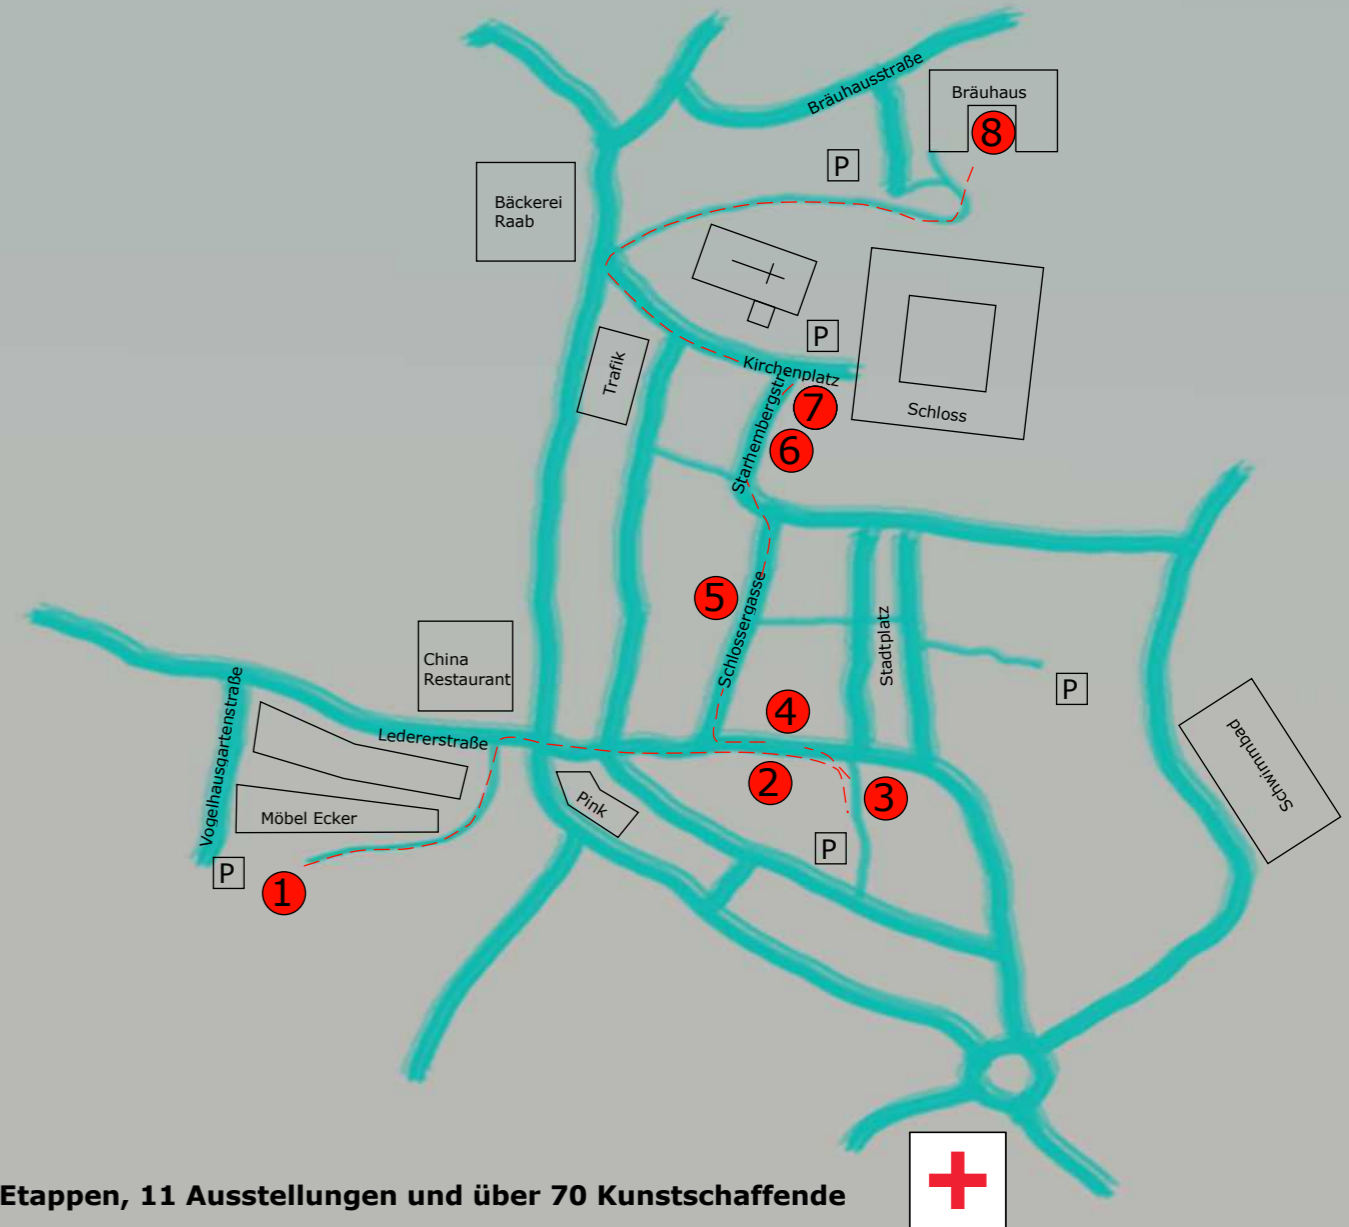 Bräuhausstraße
Bräuhaus
8
P
Bäckerei
Raab
P
Trafik
Kirchenplatz
Schloss
7
Starhembergstr
6
5
Schlossergasse
Stadtplatz
China
Restaurant
P
4
Vogelhausgartenstraße
Ledererstraße
2
3
Schwimmbad
Pink
Möbel Ecker
P
P
1
Etappen, 11 Ausstellungen und über 70 Kunstschaffende